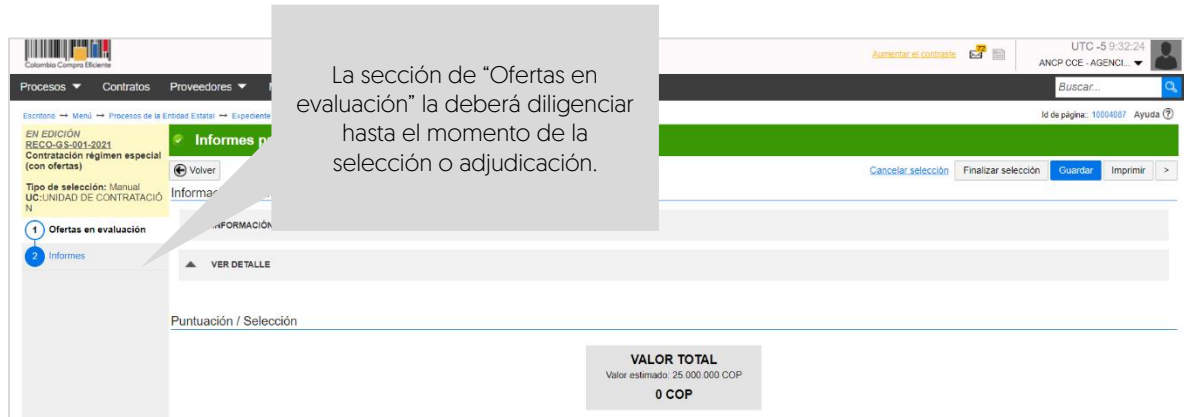 Colombia Compra Eficiente
Aumentar el contraste
72
UTC -5 9:32:24
ANCP CCE - AGENCI...
Procesos
Contratos
Proveedores
Buscar...
Escritorio → Menú → Procesos de la Entidad Estatal → Expediente
Id de página:: 10004087 Ayuda
La sección de “Ofertas en
evaluación” la deberá diligenciar
hasta el momento de la
selección o adjudicación.
EN EDICIÓN
RECO-GS-001-2021
Contratación régimen especial
(con ofertas)
Tipo de selección: Manual
UC:UNIDAD DE CONTRATACIÓ
N
1 Ofertas en evaluación
2 Informes
Informes
Volver
Cancelar selección
Finalizar selección
Guardar
Imprimir
>
VER DETALLE
Puntuación / Selección
VALOR TOTAL
Valor estimado: 25.000.000 COP
0 COP